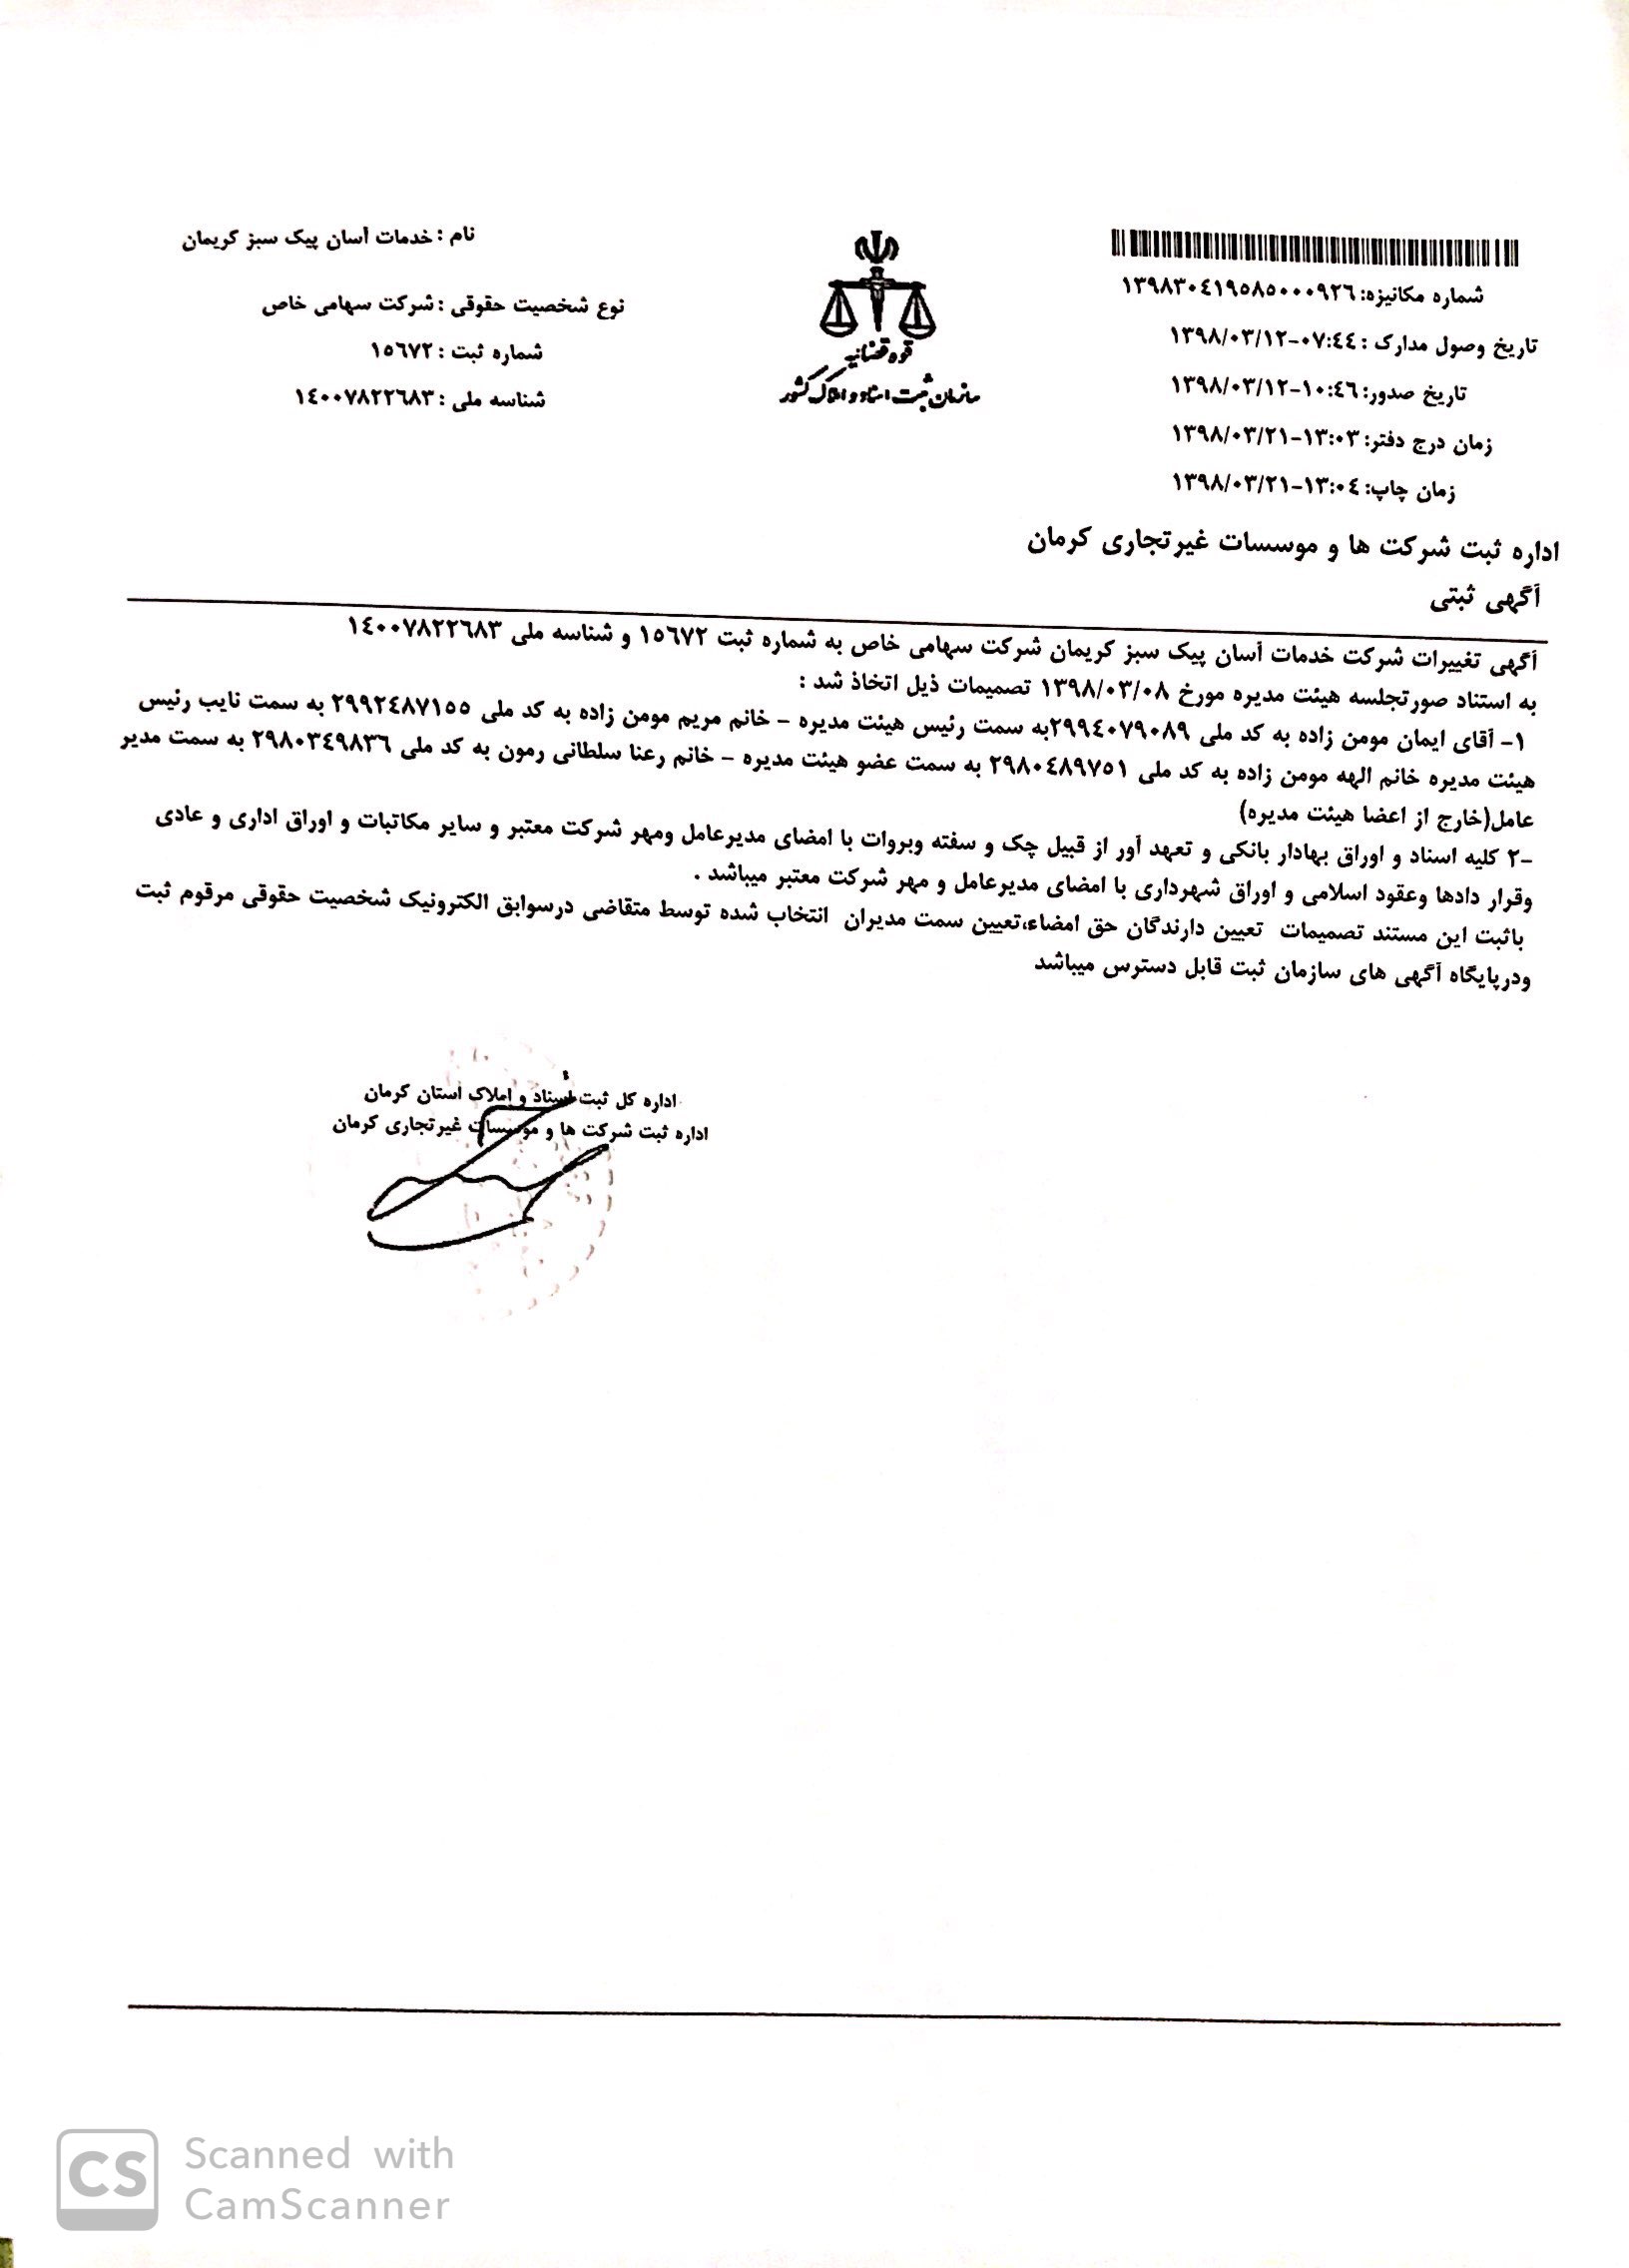 شماره مکانیزه: ۱۳۹۸۳۰۴۱۹۵۸۵۰۰۰۹۲۶
تاریخ وصول مدارک : ۰۷:٤٤-۱۳۹۸/۰۳/۱۲
تاریخ صدور: ۱۰:٤٦-۱۳۹۸/۰۳/۱۲
زمان درج دفتر: ۱۳:۰۳-۱۳۹۸/۰۳/۲۱
زمان چاپ: ۱۳:۰٤-۱۳۹۸/۰۳/۲۱
قوه قضائیه
سازمان ثبت اسناد و املاک کشور
نام : خدمات آسان پیک سبز کریمان
نوع شخصیت حقوقی : شرکت سهامی خاص
شماره ثبت : ۱۵٦۷۲
شناسه ملی : ۱٤۰۰۷۸۲۲٦۸۳
اداره ثبت شرکت ها و موسسات غیرتجاری کرمان
آگهی ثبتی
آگهی تغییرات شرکت خدمات آسان پیک سبز کریمان شرکت سهامی خاص به شماره ثبت ۱۵٦۷۲ و شناسه ملی ۱٤۰۰۷۸۲۲٦۸۳
به استناد صورتجلسه هیئت مدیره مورخ ۱۳۹۸/۰۳/۰۸ تصمیمات ذیل اتخاذ شد :
۱- آقای ایمان مومن زاده به کد ملی ۲۹۹٤۰۷۹۰۸۹به سمت رئیس هیئت مدیره - خانم مریم مومن زاده به کد ملی ۲۹۹۲٤۸۷۱۵۵ به سمت نایب رئیس
هیئت مدیره خانم الهه مومن زاده به کد ملی ۲۹۸۰٤۸۹۷۵۱ به سمت عضو هیئت مدیره - خانم رعنا سلطانی رمون به کد ملی ۲۹۸۰۳٤۹۸۳٦ به سمت مدیر
عامل(خارج از اعضا هیئت مدیره)
-۲ کلیه اسناد و اوراق بهادار بانکی و تعهد آور از قبیل چک و سفته وبروات با امضای مدیرعامل ومهر شرکت معتبر و سایر مکاتبات و اوراق اداری و عادی
وقرار دادها وعقود اسلامی و اوراق شهرداری با امضای مدیرعامل و مهر شرکت معتبر میباشد .
باثبت این مستند تصمیمات تعیین دارندگان حق امضاء،تعیین سمت مدیران انتخاب شده توسط متقاضی درسوابق الکترونیک شخصیت حقوقی مرقوم ثبت
ودرپایگاه آگهی های سازمان ثبت قابل دسترس میباشد
اداره کل ثبت اسناد و املاک استان کرمان
اداره ثبت شرکت ها و موسسات غیرتجاری کرمان
CS Scanned with
CamScanner